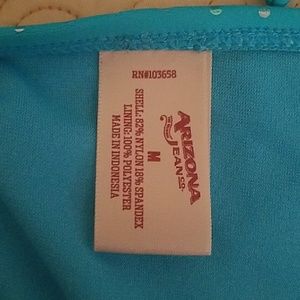 RN#103658
SHELL: 82% NYLON 18% SPANDEX
LINING: 100% POLYESTER
MADE IN INDONESIA
M
ARIZONA
JEAN CO.